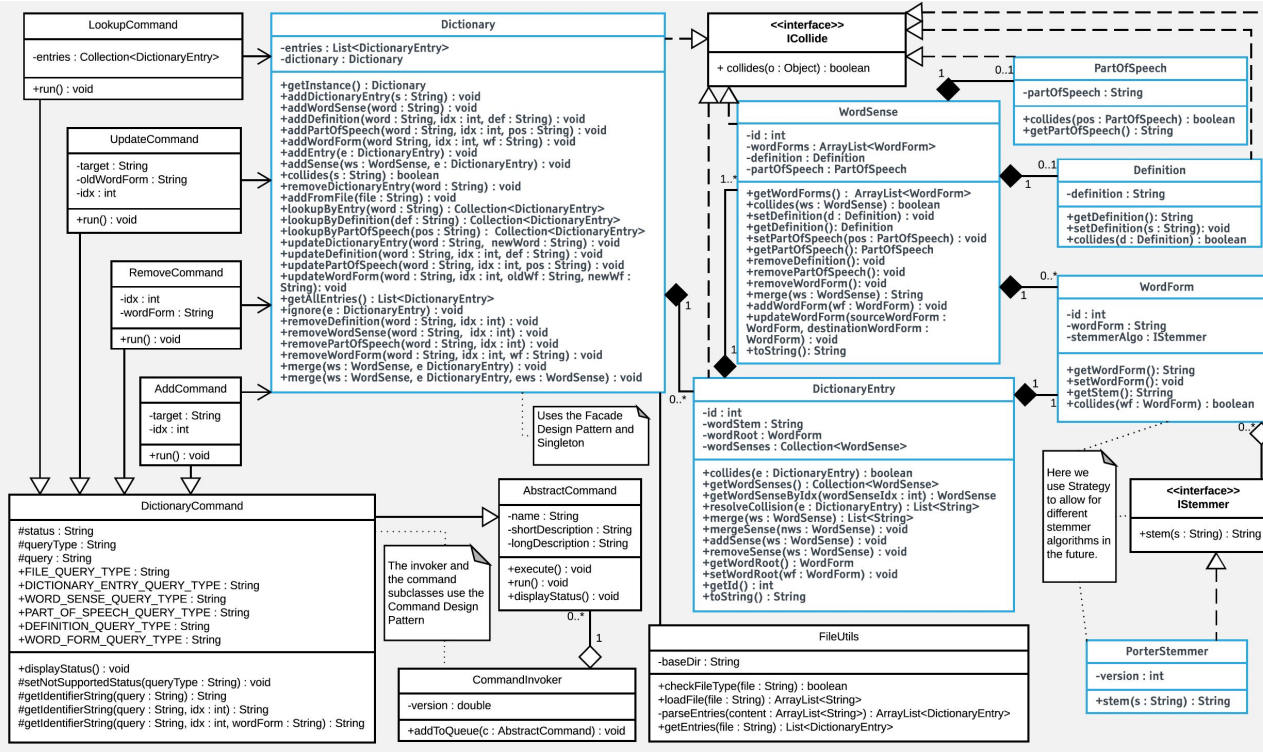 LookupCommand
-entries : Collection<DictionaryEntry>
+run() : void
UpdateCommand
-target : String
-oldWordForm : String
-idx : int
+run() : void
RemoveCommand
-idx : int
-wordForm : String
+run() : void
AddCommand
-target : String
-idx : int
+run() : void
Dictionary
-entries : List<DictionaryEntry>
-dictionary : Dictionary
+getInstance() : Dictionary
+addDictionaryEntry(s : String) : void
+addWordSense(word : String) : void
+addDefinition(word : String, idx : int, def : String) : void
+addPartOfSpeech(word : String, idx : int, pos : String) : void
+addWordForm(word String, idx : int, wf : String) : void
+addEntry(e : DictionaryEntry) : void
+addSense(ws : WordSense, e : DictionaryEntry) : void
+collides(s : String) : boolean
+removeDictionaryEntry(word : String) : void
+addFromFile(file : String) : void
+lookupByEntry(word : String) : Collection<DictionaryEntry>
+lookupByDefinition(def : String) : Collection<DictionaryEntry>
+lookupByPartOfSpeech(pos : String) : Collection<DictionaryEntry>
+updateDictionaryEntry(word : String, newWord : String) : void
+updateDefinition(word : String, idx : int, def : String) : void
+updatePartOfSpeech(word : String, idx : int, pos : String) : void
+updateWordForm(word : String, idx : int, oldWf : String, newWf :
String): void
+getAllEntries() : List<DictionaryEntry>
+ignore(e : DictionaryEntry) : void
+removeDefinition(word : String, idx : int) : void
+removeWordSense(word : String, idx : int) : void
+removePartOfSpeech(word : String, idx : int) : void
+removeWordForm(word : String, idx : int, wf : String) : void
+merge(ws : WordSense, e DictionaryEntry) : void
+merge(ws : WordSense, e DictionaryEntry, ews : WordSense) : void
Uses the Facade
Design Pattern and
Singleton
<<interface>>
ICollide
+ collides(o : Object) : boolean
1
0..1
PartOfSpeech
-partOfSpeech : String
+collides(pos : PartOfSpeech) : boolean
+getPartOfSpeech() : String
WordSense
-id : int
-wordForms : ArrayList<WordForm>
-definition : Definition
-partOfSpeech : PartOfSpeech
+getWordForms() : ArrayList<WordForm>
+collides(ws : WordSense) : boolean
+setDefinition(d : Definition) : void
+getDefinition(): Definition
+setPartOfSpeech(pos : PartOfSpeech) : void
+getPartOfSpeech(): PartOfSpeech
+removeDefinition(): void
+removePartOfSpeech(): void
+removeWordForm(): void
+merge(ws : WordSense) : String
+addWordForm(wf : WordForm) : void
+updateWordForm(sourceWordForm :
WordForm, destinationWordForm :
WordForm) : void
+toString(): String
0..1
1
Definition
-definition : String
+getDefinition(): String
+setDefinition(s : String): void
+collides(d : Definition) : boolean
0..*
1
WordForm
-id : int
-wordForm : String
-stemmerAlgo : IStemmer
+getWordForm(): String
+setWordForm(): void
+getStem(): String
+collides(wf : WordForm) : boolean
1..*
1
1
0..*
1
1
0..*
DictionaryEntry
-id : int
-wordStem : String
-wordRoot : WordForm
-wordSenses : Collection<WordSense>
+collides(e : DictionaryEntry) : boolean
+getWordSenses() : Collection<WordSense>
+getWordSenseByIdx(wordSenseIdx : int) : WordSense
+resolveCollision(e : DictionaryEntry) : List<String>
+merge(ws : WordSense) : List<String>
+mergeSense(nws : WordSense) : void
+addSense(ws : WordSense) : void
+removeSense(ws : WordSense) : void
+getWordRoot() : WordForm
+setWordRoot(wf : WordForm) : void
+getId() : int
+toString() : String
Here we
use Strategy
to allow for
different
stemmer
algorithms in
the future.
<<interface>>
IStemmer
+stem(s : String) : String
PorterStemmer
-version : int
+stem(s : String) : String
DictionaryCommand
#status : String
#queryType : String
#query : String
+FILE_QUERY_TYPE : String
+DICTIONARY_ENTRY_QUERY_TYPE : String
+WORD_SENSE_QUERY_TYPE : String
+PART_OF_SPEECH_QUERY_TYPE : String
+DEFINITION_QUERY_TYPE : String
+WORD_FORM_QUERY_TYPE : String
+displayStatus() : void
#setNotSupportedStatus(queryType : String) : void
#getIdentifierString(query : String) : String
#getIdentifierString(query : String, idx : int) : String
#getIdentifierString(query : String, idx : int, wordForm : String) : String
The invoker and
the command
subclasses use the
Command Design
Pattern
AbstractCommand
-name : String
-shortDescription : String
-longDescription : String
+execute() : void
+run() : void
+displayStatus() : void
0..*
1
CommandInvoker
-version : double
+addToQueue(c : AbstractCommand) : void
FileUtils
-baseDir : String
+checkFileType(file : String) : boolean
+loadFile(file : String) : ArrayList<String>
-parseEntries(content : ArrayList<String>) : ArrayList<DictionaryEntry>
+getEntries(file : String) : List<DictionaryEntry>